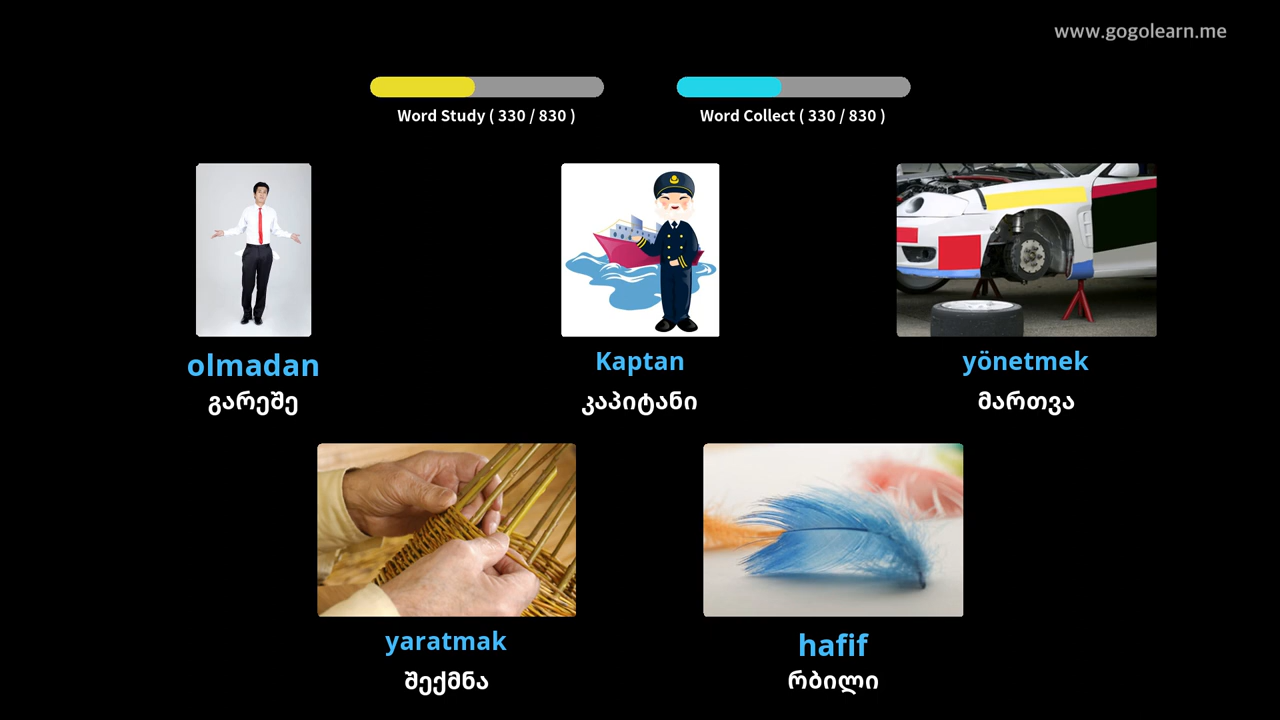 www.gogolearn.me
Word Study ( 330 / 830 )
Word Collect ( 330 / 830 )
olmadan
გარეშე
Kaptan
კაპიტანი
yönetmek
მართვა
yaratmak
შექმნა
hafif
რბილი